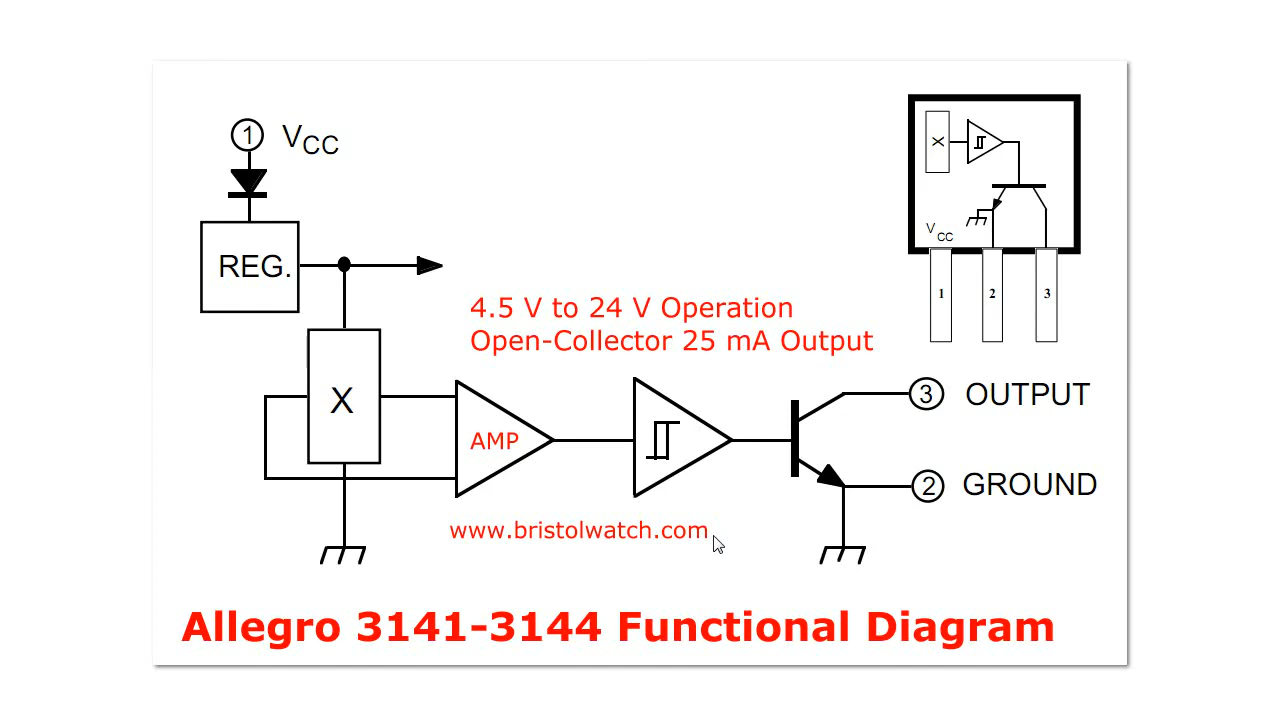 1 VCC
VCC
REG.
1 2 3
4.5 V to 24 V Operation
Open-Collector 25 mA Output
X
X
3 OUTPUT
AMP
2 GROUND
www.bristolwatch.com
Allegro 3141-3144 Functional Diagram